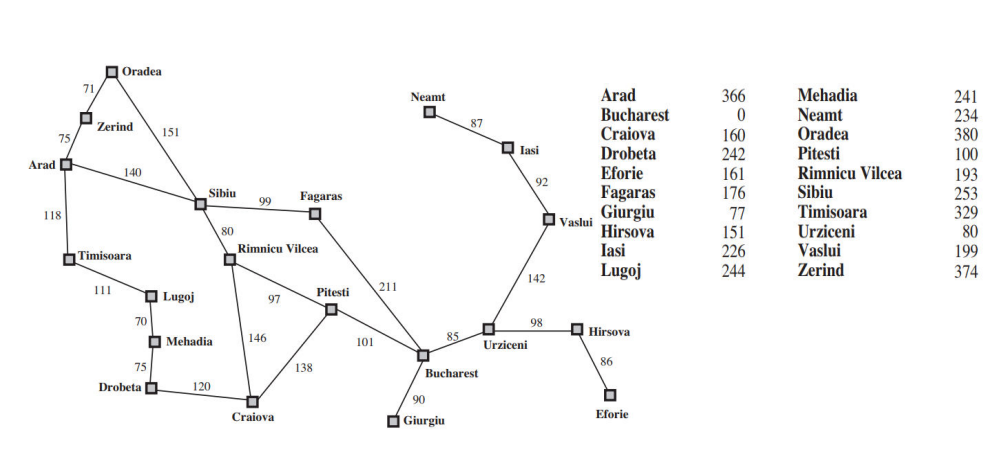 Oradea
71
Neamt
Zerind
87
151
75
Iasi
Arad
140
92
Sibiu
99
Fagaras
118
Vaslui
80
Timisoara
Rimnicu Vilcea
142
111
Lugoj
97
Pitesti
211
70
98
Hirsova
146
101
85
Urziceni
Mehadia
138
86
75
Bucharest
Drobeta
120
90
Craiova
Giurgiu
Eforie
Arad 366 Mehadia 241
Bucharest 0 Neamt 234
Craiova 160 Oradea 380
Drobeta 242 Pitesti 100
Eforie 161 Rimnicu Vilcea 193
Fagaras 176 Sibiu 253
Giurgiu 77 Timisoara 329
Hirsova 151 Urziceni 80
Iasi 226 Vaslui 199
Lugoj 244 Zerind 374